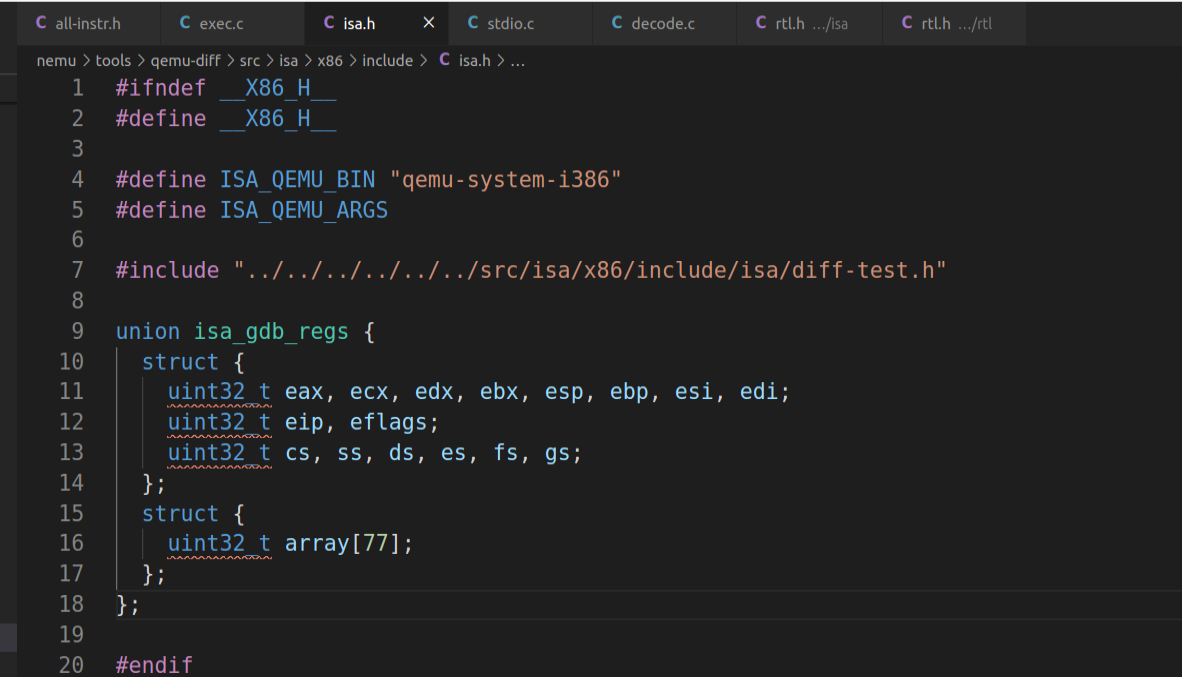 C all-instr.h C exec.c C isa.h × C stdio.c C decode.c C rtl.h .../isa C rtl.h .../rtl
nemu > tools > qemu-diff > src > isa > x86 > include > C isa.h > ...
1 #ifndef __X86_H__
2 #define __X86_H__
3
4 #define ISA_QEMU_BIN "qemu-system-i386"
5 #define ISA_QEMU_ARGS
6
7 #include "../../../../../../src/isa/x86/include/isa/diff-test.h"
8
9 union isa_gdb_regs {
10 struct {
11 uint32_t eax, ecx, edx, ebx, esp, ebp, esi, edi;
12 uint32_t eip, eflags;
13 uint32_t cs, ss, ds, es, fs, gs;
14 };
15 struct {
16 uint32_t array[77];
17 };
18 };
19
20 #endif